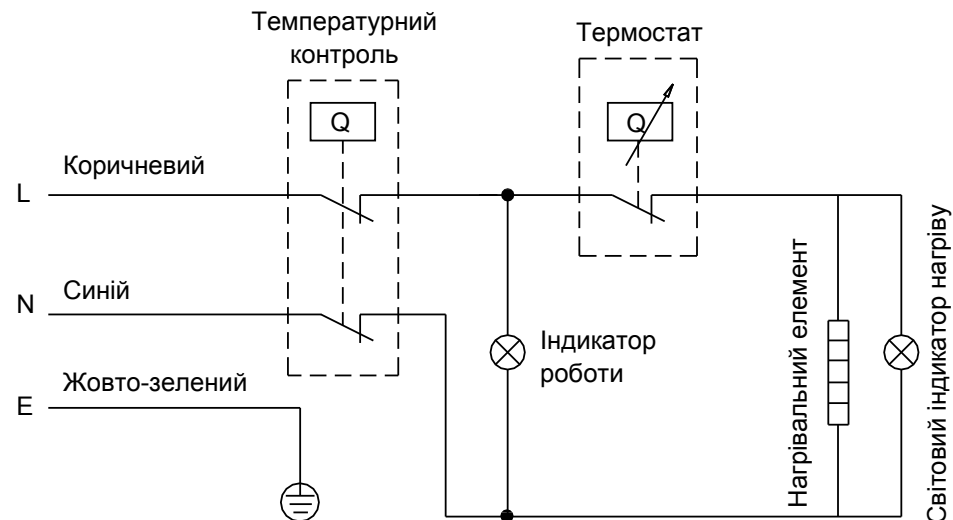 Температурний
контроль
Термостат
Q
Q
Коричневий
L
Синій
N
Жовто-зелений
E
Індикатор
роботи
Нагрівальний елемент
Світовий індикатор нагріву